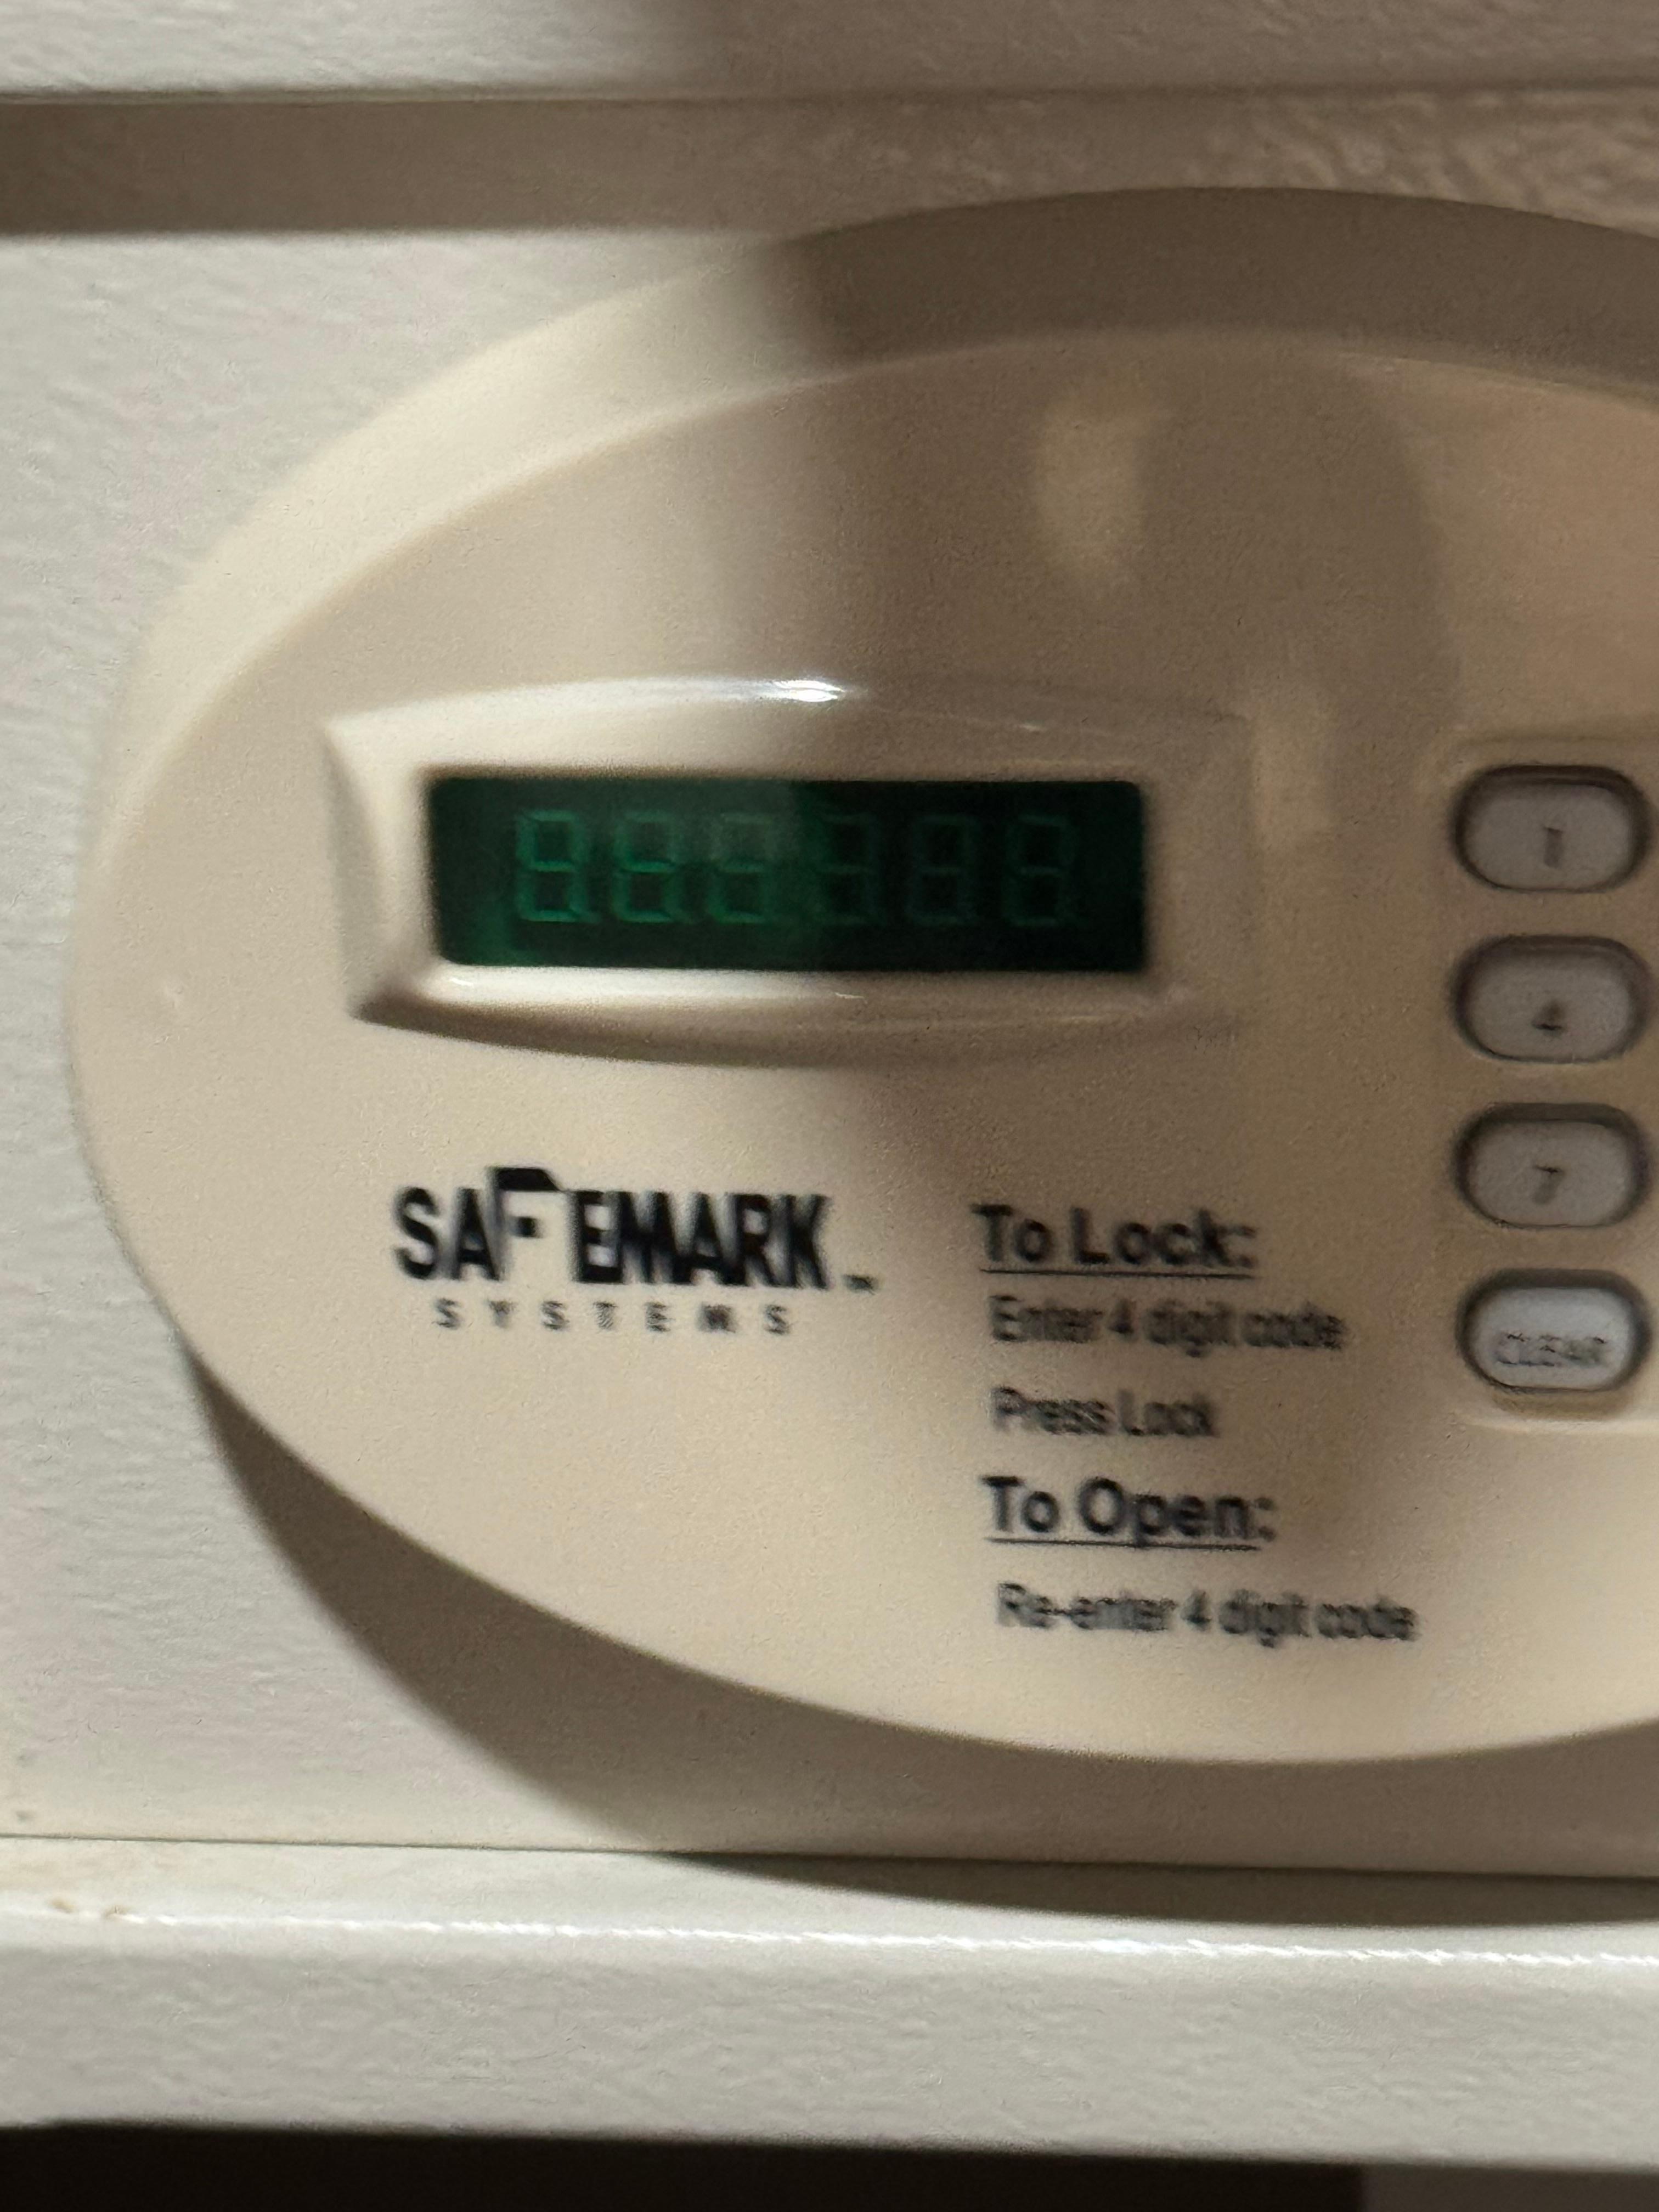 SAFEMARK™
SYSTEMS
To Lock:
Enter 4 digit code
Press Lock
To Open:
Re-enter 4 digit code
1
4
7
CLEAR